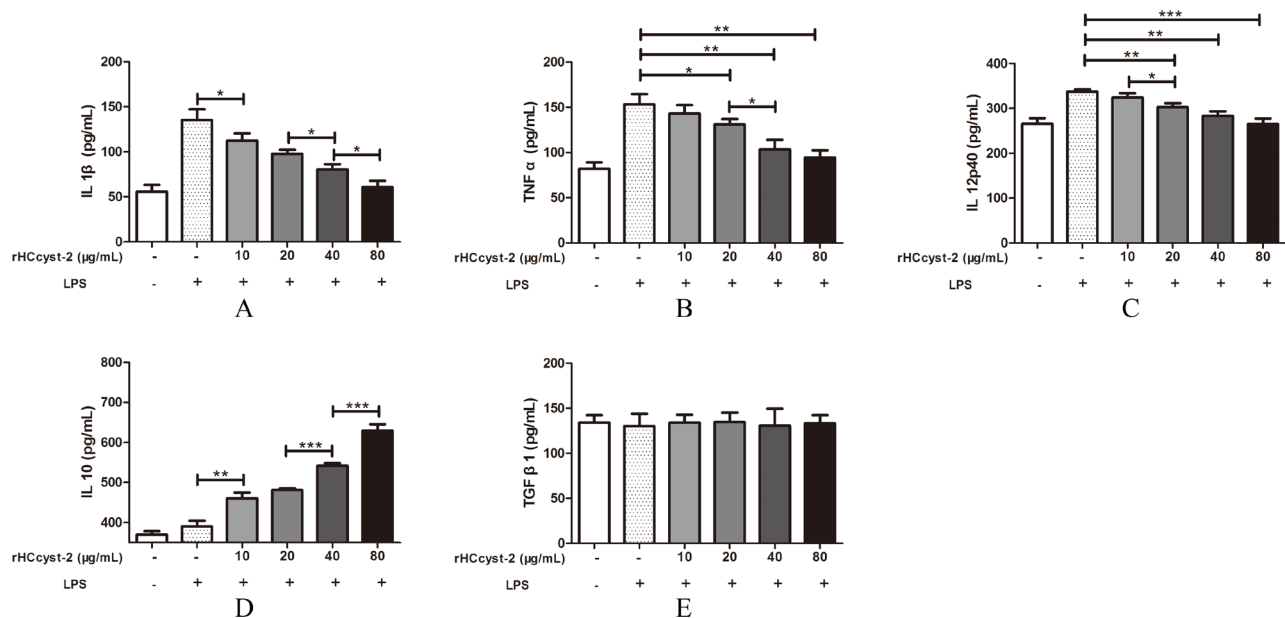 IL 1β (pg/mL)
200
150
100
50
0
*
*
*
rHCcyst-2 (μg/mL) - - 10 20 40 80
LPS - + + + + +
A
TNF α (pg/mL)
200
150
100
50
0
**
**
*
*
rHCcyst-2 (μg/mL) - - 10 20 40 80
LPS - + + + + +
B
IL 12p40 (pg/mL)
400
300
200
100
0
***
**
**
*
rHCcyst-2 (μg/mL) - - 10 20 40 80
LPS - + + + + +
C
IL 10 (pg/mL)
800
700
600
500
400
***
***
**
rHCcyst-2 (μg/mL) - - 10 20 40 80
LPS - + + + + +
D
TGF β 1 (pg/mL)
200
150
100
50
0
rHCcyst-2 (μg/mL) - - 10 20 40 80
LPS - + + + + +
E